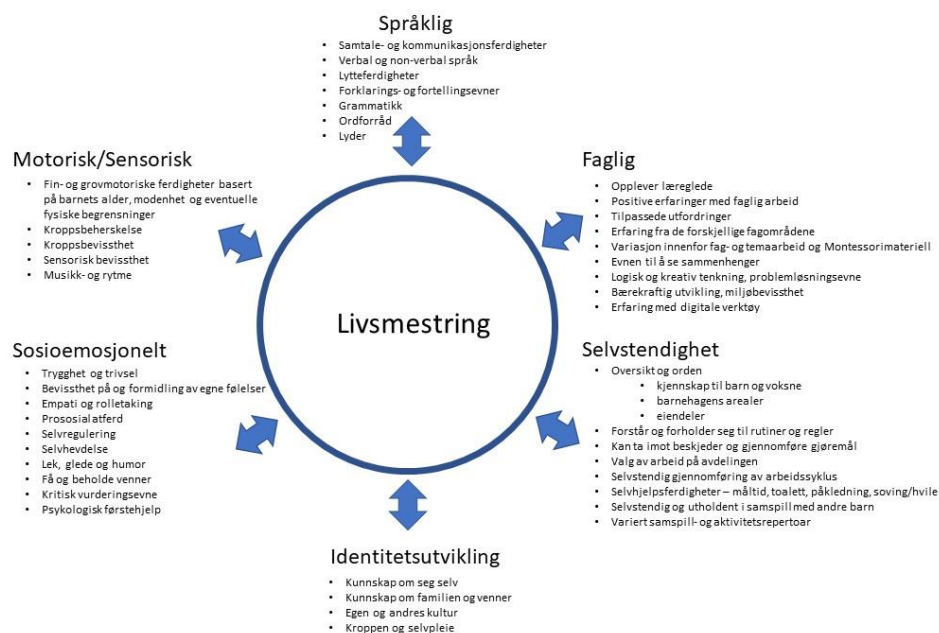 Språklig
• Samtale- og kommunikasjonsferdigheter
• Verbal og non-verbal språk
• Lytteferdigheter
• Forklarings- og fortellingsevner
• Grammatikk
• Ordforråd
• Lyder
Motorisk/Sensorisk
• Fin- og grovmotoriske ferdigheter basert
på barnets alder, modenhet og eventuelle
fysiske begrensninger
• Kroppsbeherskelse
• Kroppsbevissthet
• Sensorisk bevissthet
• Musikk- og rytme
Faglig
• Opplever læreglede
• Positive erfaringer med faglig arbeid
• Tilpassede utfordringer
• Erfaring fra de forskjellige fagområdene
• Variasjon innenfor fag- og temaarbeid og Montessorimateriell
• Evnen til å se sammenhenger
• Logisk og kreativ tenkning, problemløsningsevne
• Bærekraftig utvikling, miljøbevissthet
• Erfaring med digitale verktøy
Livsmestring
Sosioemosjonelt
• Trygghet og trivsel
• Bevissthet på og formidling av egne følelser
• Empati og rolletaking
• Prososial atferd
• Selvregulering
• Selvhevdelse
• Lek, glede og humor
• Få og beholde venner
• Kritisk vurderingsevne
• Psykologisk førstehjelp
Selvstendighet
• Oversikt og orden
• kjennskap til barn og voksne
• barnehagens arealer
• eiendeler
• Forstår og forholder seg til rutiner og regler
• Kan ta imot beskjeder og gjennomføre gjøremål
• Valg av arbeid på avdelingen
• Selvstendig gjennomføring av arbeidssyklus
• Selvhjelpsferdigheter – måltid, toalett, påkledning, soving/hvile
• Selvstendig og utholdent i samspill med andre barn
• Variert samspill- og aktivitetsrepertoar
Identitetsutvikling
• Kunnskap om seg selv
• Kunnskap om familien og venner
• Egen og andres kultur
• Kroppen og selvpleie